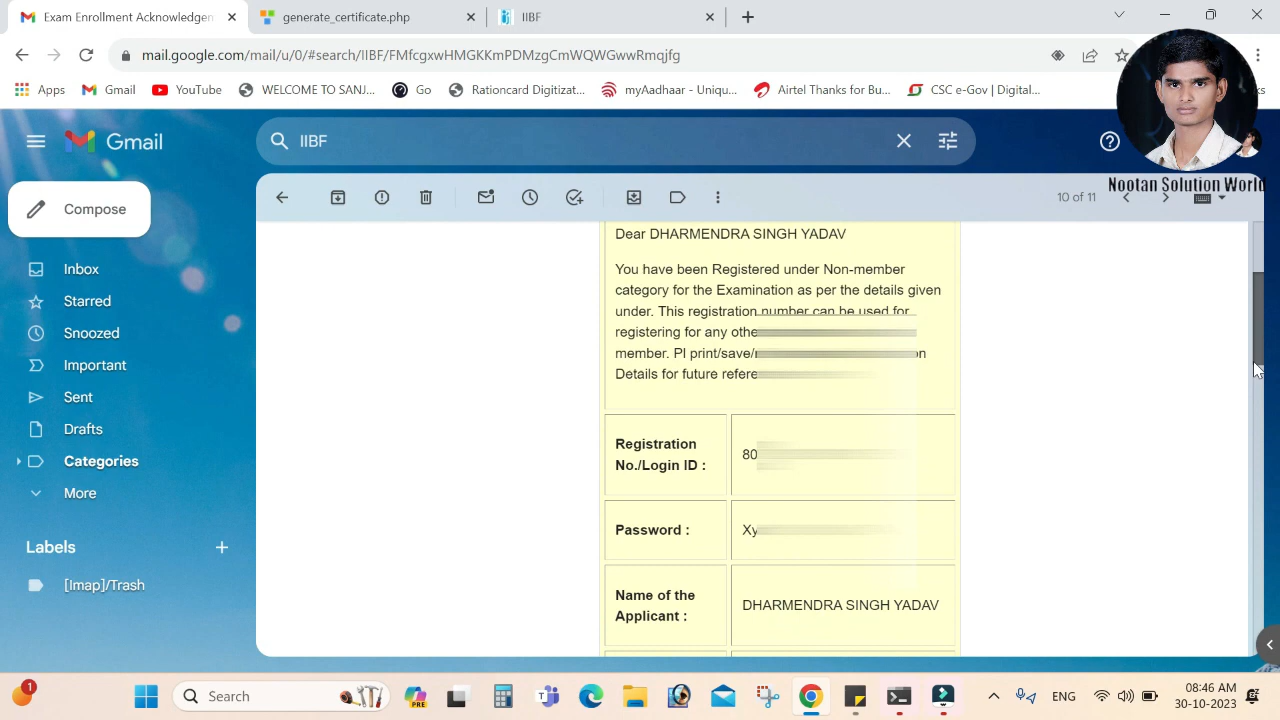 Exam Enrollment Acknowledgen
generate_certificate.php
IIBF
mail.google.com/mail/u/0/#search/IIBF/FMfcgxwHMGKKnPDMzgCmWQWGwwRmqjfg
Apps
Gmail
YouTube
WELCOME TO SANJ...
Go
Digitizat...
myAadhaar - Uniqu...
Airtel Thanks for Bu...
CSC e-Gov | Digital...
Gmail
IIBF
Nootan Solution World
Compose
10 of 11
Inbox
Starred
Snoozed
Important
Sent
Drafts
Categories
More
Labels
[Imap]/Trash
Dear DHARMENDRA SINGH YADAV
You have been Registered under Non-member
category for the Examination as per the details given
under. This registration number can be used for
registering for any othe
member. Pl print/save/ on
Details for future refere
Registration
No./Login ID :
80
Password :
Xy
Name of the
Applicant :
DHARMENDRA SINGH YADAV
1
Search
PRE
ENG
08:46 AM
30-10-2023